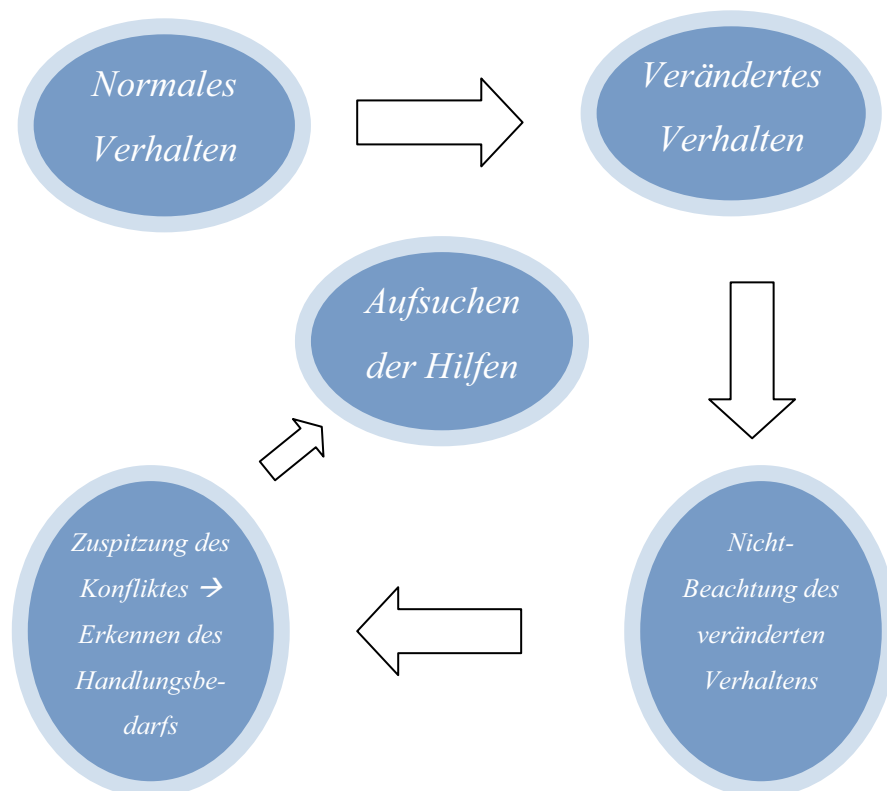 Normales
Verhalten
Verändertes
Verhalten
Aufsuchen
der Hilfen
Zuspitzung des
Konfliktes →
Erkennen des
Handlungsbe-
darfs
Nicht-
Beachtung des
veränderten
Verhaltens